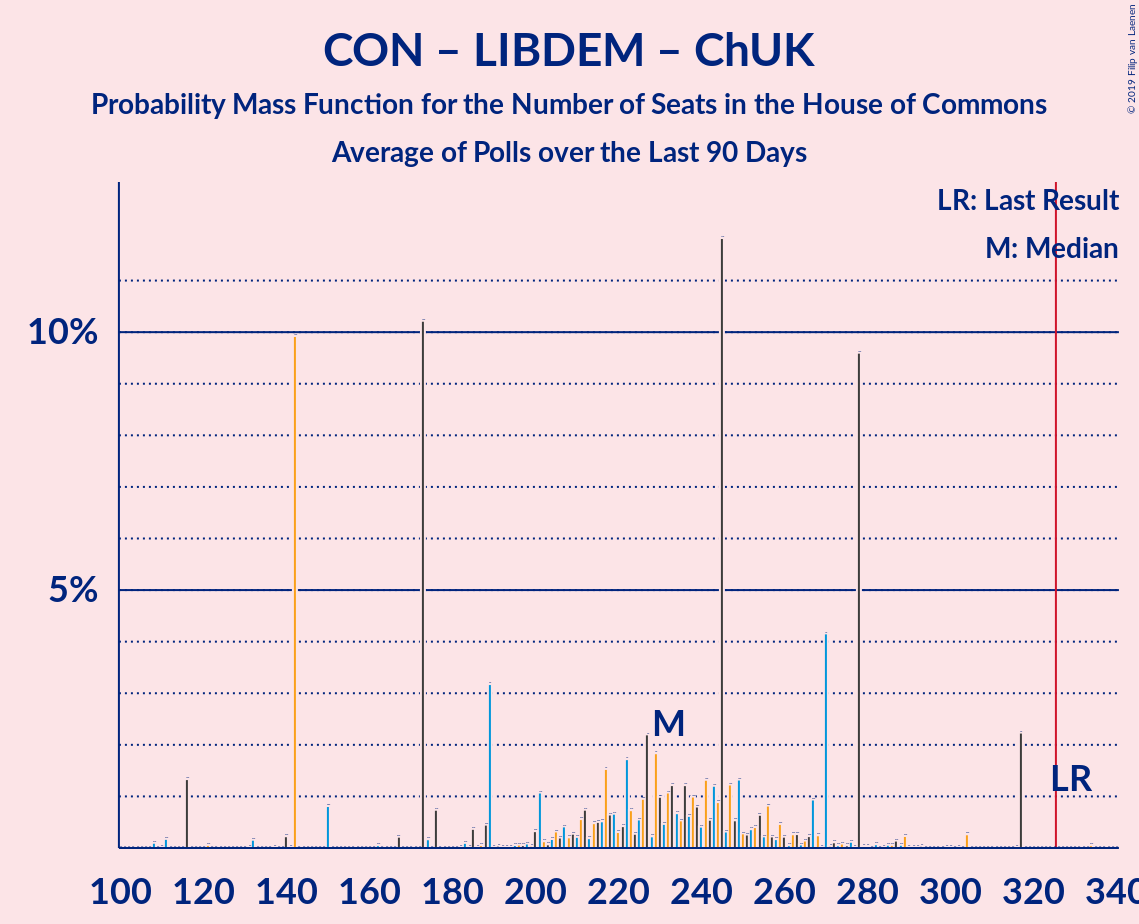 CON – LIBDEM – ChUK
Probability Mass Function for the Number of Seats in the House of Commons
Average of Polls over the Last 90 Days
© 2019 Filip van Laenen
LR: Last Result
M: Median
10%
5%
M
LR
100 120 140 160 180 200 220 240 260 280 300 320 340